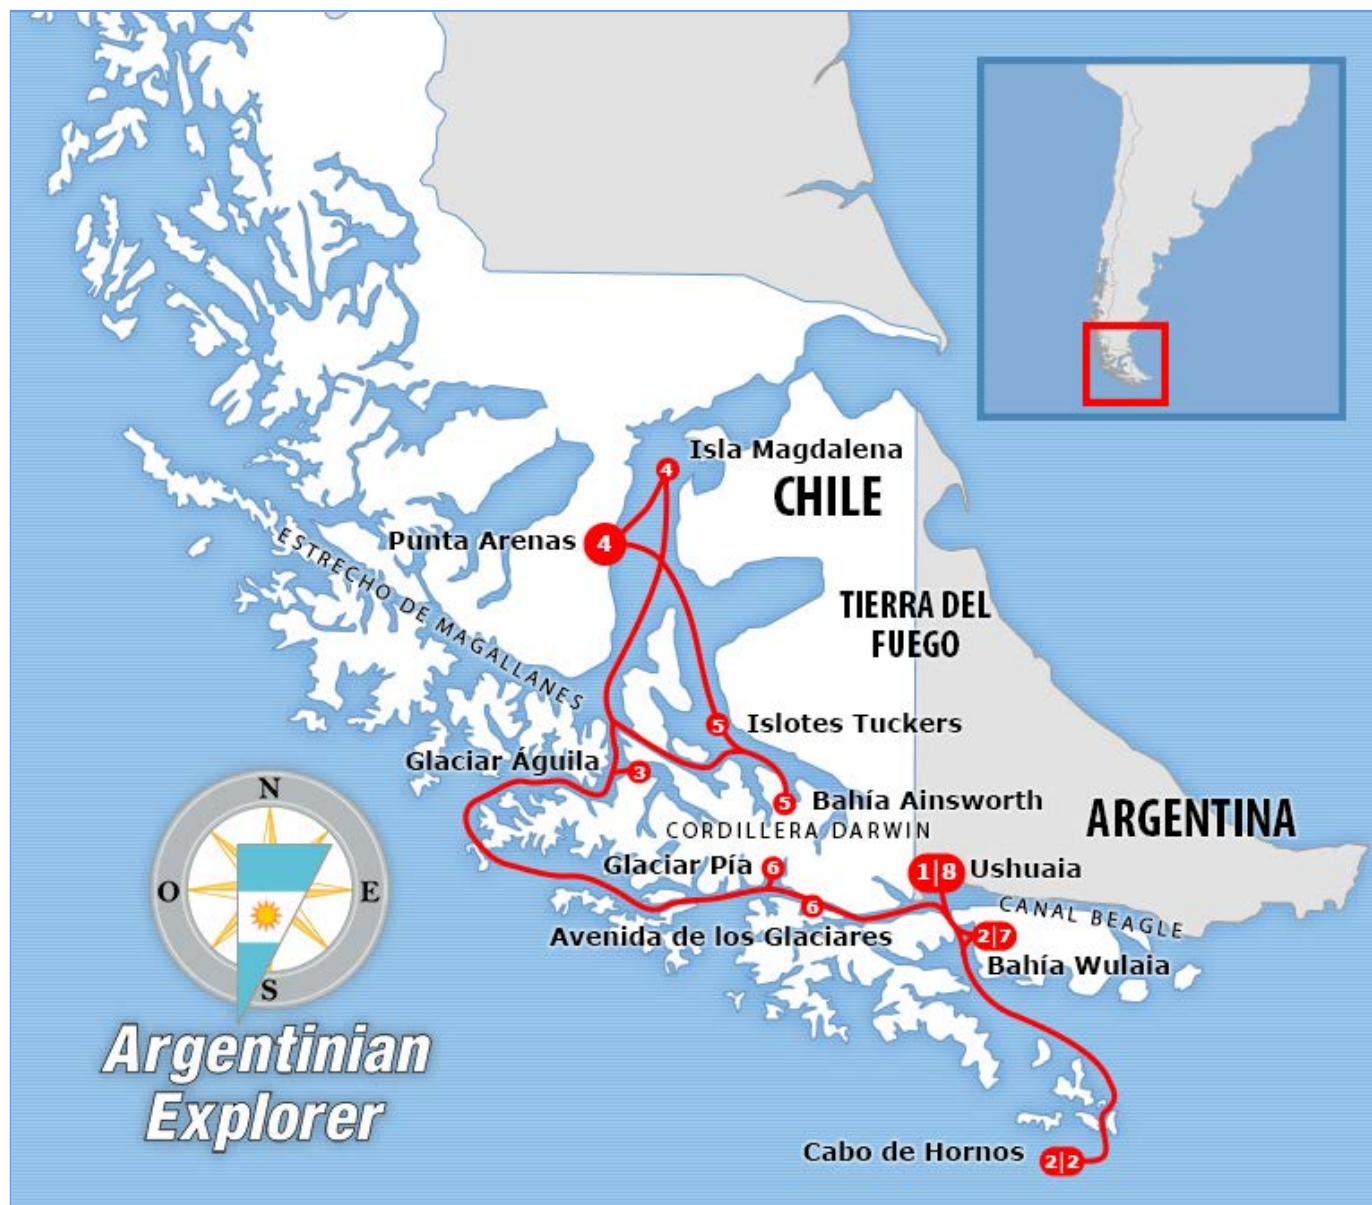 Isla Magdalena
4
CHILE
Punta Arenas
4
ESTRECHO DE MAGALLANES
TIERRA DEL
FUEGO
5
Islotes Tuckers
Glaciar Águila
3
5
Bahía Ainsworth
CORDILLERA DARWIN
ARGENTINA
Glaciar Pía
6
1|8
Ushuaia
6
CANAL BEAGLE
Avenida de los Glaciares
2|7
Bahía Wulaia
N
O
E
S
Argentinian
Explorer
Cabo de Hornos
2|2